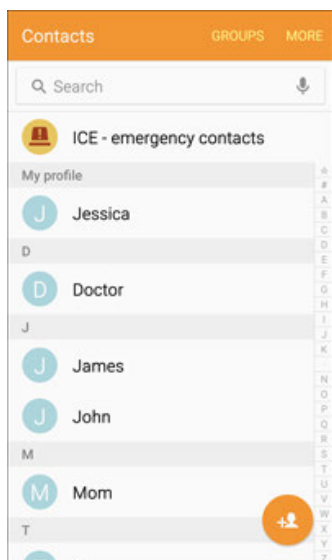 Contacts GROUPS MORE
Search
ICE - emergency contacts
My profile
J Jessica
D
D Doctor
J
J James
J John
M
M Mom
T
#
A
B
C
D
E
F
G
H
I
J
K
N
O
P
Q
R
S
T
U
V
W
X
Y